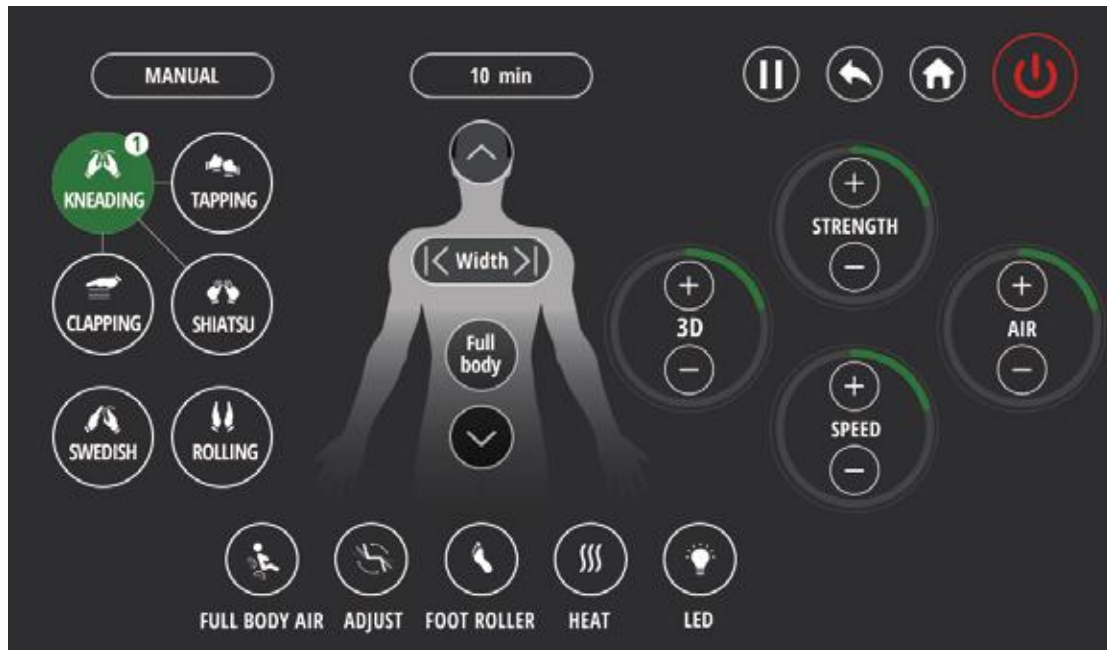 MANUAL
10 min
1
KNEADING
TAPPING
CLAPPING
SHIATSU
SWEDISH
ROLLING
Width
Full
body
STRENGTH
3D
AIR
SPEED
FULL BODY AIR
ADJUST
FOOT ROLLER
HEAT
LED